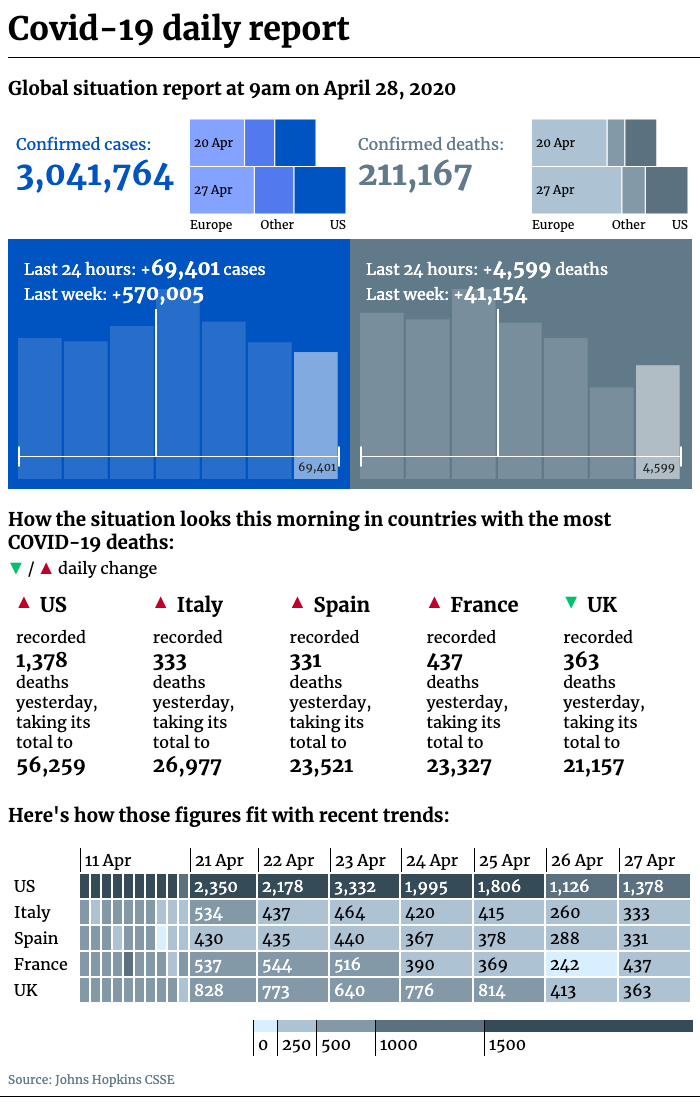 Covid-19 daily report
Global situation report at 9am on April 28, 2020
Confirmed cases:
3,041,764
20 Apr
27 Apr
Europe Other US
Confirmed deaths:
211,167
20 Apr
27 Apr
Europe Other US
Last 24 hours: +69,401 cases
Last week: +570,005
69,401
Last 24 hours: +4,599 deaths
Last week: +41,154
4,599
How the situation looks this morning in countries with the most
COVID-19 deaths:
▼ / ▲ daily change
▲ US
recorded
1,378
deaths
yesterday,
taking its
total to
56,259
▲ Italy
recorded
333
deaths
yesterday,
taking its
total to
26,977
▲ Spain
recorded
331
deaths
yesterday,
taking its
total to
23,521
▲ France
recorded
437
deaths
yesterday,
taking its
total to
23,327
▼ UK
recorded
363
deaths
yesterday,
taking its
total to
21,157
Here's how those figures fit with recent trends:
11 Apr 21 Apr 22 Apr 23 Apr 24 Apr 25 Apr 26 Apr 27 Apr
US 2,350 2,178 3,332 1,995 1,806 1,126 1,378
Italy 534 437 464 420 415 260 333
Spain 430 435 440 367 378 288 331
France 537 544 516 390 369 242 437
UK 828 773 640 776 814 413 363
0 250 500 1000 1500
Source: Johns Hopkins CSSE